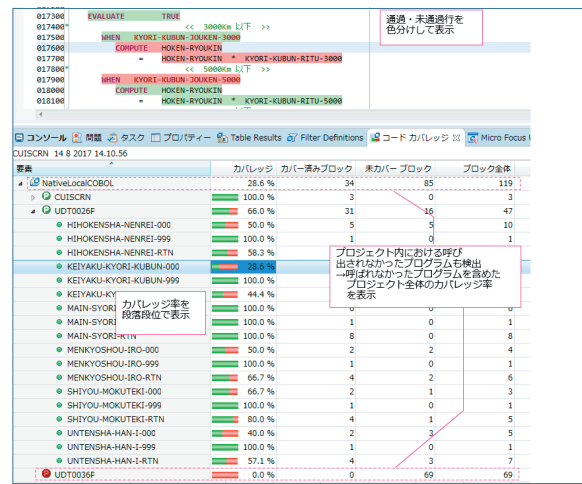 017300 EVALUATE TRUE
017400* << 3000Km 以下 >>
017500 WHEN KYORI-KUBUN-JOUKEN-3000
017600 COMPUTE HOKEN-RYOUKIN
017700 = HOKEN-RYOUKIN * KYORI-KUBUN-RITU-3000
017800* << 5000Km 以下 >>
017900 WHEN KYORI-KUBUN-JOUKEN-5000
018000 COMPUTE HOKEN-RYOUKIN
018100 = HOKEN-RYOUKIN * KYORI-KUBUN-RITU-5000
通過・未通過行を
色分けして表示
コンソール 問題 タスク プロパティー Table Results Filter Definitions コード カバレッジ Micro Focus
CUISCRN 14 8 2017 14.10.56
要素 カバレッジ カバー済みブロック 未カバー ブロック ブロック全体
NativeLocalCOBOL 28.6 % 34 85 119
CUISCRN 100.0 % 3 0 3
UDT0026F 66.0 % 31 16 47
HIHOKENSHA-NENREI-000 50.0 % 5 5 10
HIHOKENSHA-NENREI-999 100.0 % 1 0 1
HIHOKENSHA-NENREI-RTN 58.3 %
KEIYAKU-KYORI-KUBUN-000 28.6 %
KEIYAKU-KYORI-KUBUN-999 100.0 %
KEIYAKU-KY 44.4 %
MAIN-SYORI 100.0 %
MAIN-SYORI 100.0 % 1 0 1
MAIN-SYORI-RTN 100.0 % 8 0 8
MENKYOSHOU-IRO-000 50.0 % 2 2 4
MENKYOSHOU-IRO-999 100.0 % 1 0 1
MENKYOSHOU-IRO-RTN 66.7 % 4 2 6
SHIYOU-MOKUTEKI-000 66.7 % 2 1 3
SHIYOU-MOKUTEKI-999 100.0 % 1 0 1
SHIYOU-MOKUTEKI-RTN 80.0 % 4 1 5
UNTENSHA-HAN-I-000 40.0 % 2 3 5
UNTENSHA-HAN-I-999 100.0 % 1 0 1
UNTENSHA-HAN-I-RTN 57.1 % 4 3
UDT0036F 0.0 % 0 69 69
プロジェクト内における呼び
出されなかったプログラムも検出
→呼ばれなかったプログラムを含めた
プロジェクト全体のカバレッジ率
を表示
カバレッジ率を
段落段位で表示